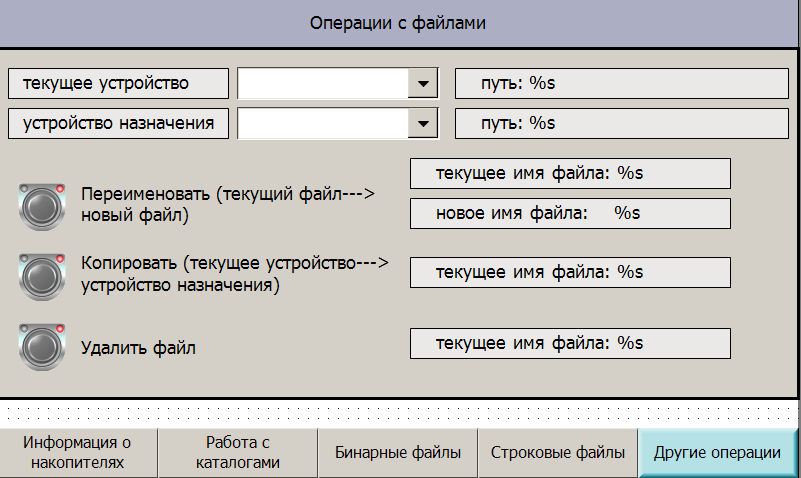 Операции с файлами
текущее устройство
путь: %s
устройство назначения
путь: %s
текущее имя файла: %s
Переименовать (текущий файл--->
новый файл)
новое имя файла: %s
Копировать (текущее устройство--->
устройство назначения)
текущее имя файла: %s
Удалить файл
текущее имя файла: %s
Информация о
накопителях
Работа с
каталогами
Бинарные файлы
Строковые файлы
Другие операции